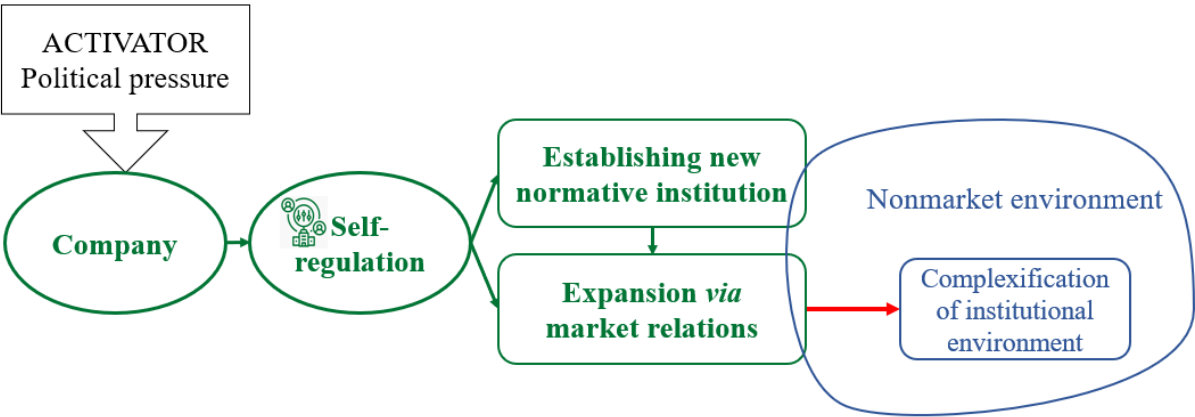 ACTIVATOR
Political pressure
Company
Self-
regulation
Establishing new
normative institution
Expansion via
market relations
Nonmarket environment
Complexification
of institutional
environment